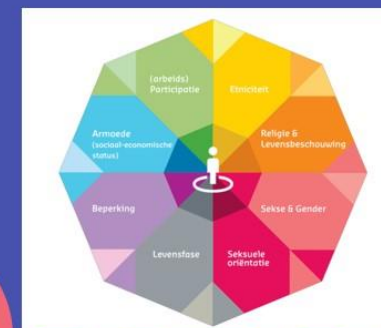 (arbeids)
Participatie
Etniciteit
Armoede
(sociaal-economische
status)
Religie &
Levensbeschouwing
Beperking
Sekse & Gender
Levensfase
Seksuele
oriëntatie